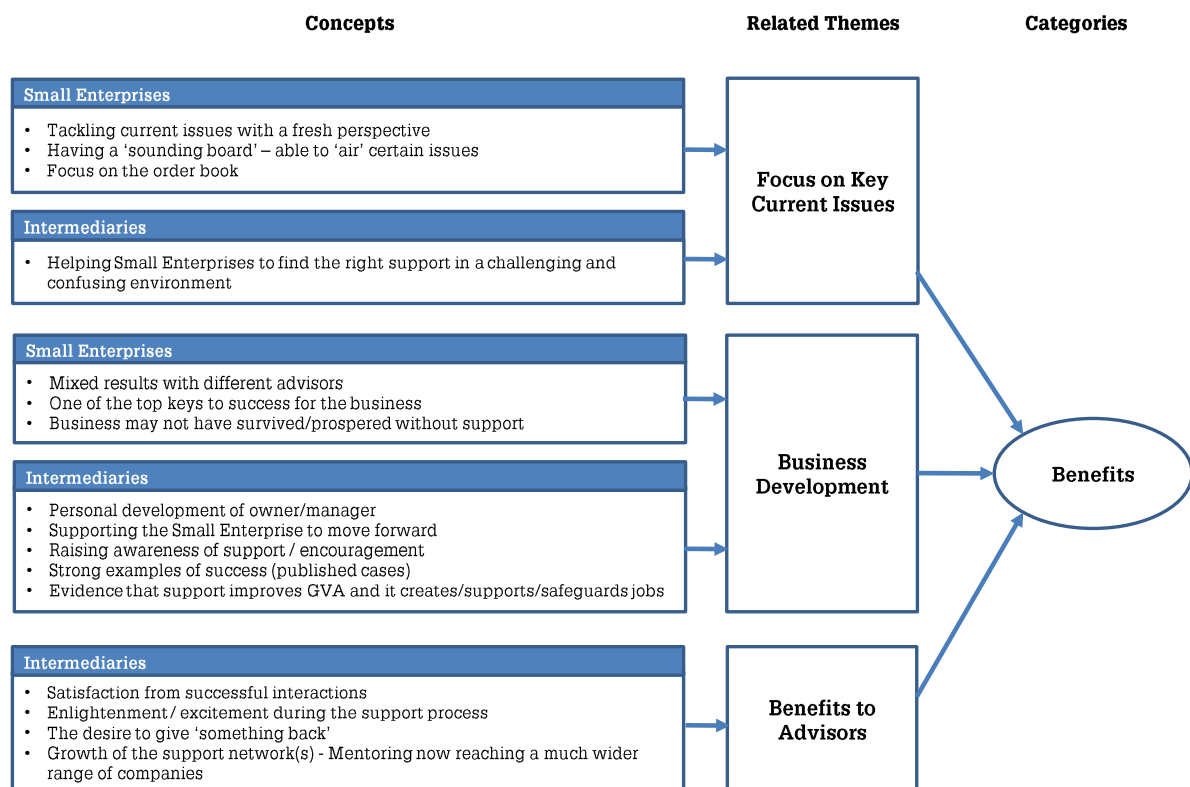 Concepts
Related Themes
Categories
Small Enterprises
• Tackling current issues with a fresh perspective
• Having a ‘sounding board’ – able to ‘air’ certain issues
• Focus on the order book
Intermediaries
• Helping Small Enterprises to find the right support in a challenging and
confusing environment
Focus on Key
Current Issues
Small Enterprises
• Mixed results with different advisors
• One of the top keys to success for the business
• Business may not have survived/prospered without support
Intermediaries
• Personal development of owner/manager
• Supporting the Small Enterprise to move forward
• Raising awareness of support / encouragement
• Strong examples of success (published cases)
• Evidence that support improves GVA and it creates/supports/safeguards jobs
Business
Development
Benefits
Intermediaries
• Satisfaction from successful interactions
• Enlightenment / excitement during the support process
• The desire to give ‘something back’
• Growth of the support network(s) - Mentoring now reaching a much wider
range of companies
Benefits to
Advisors